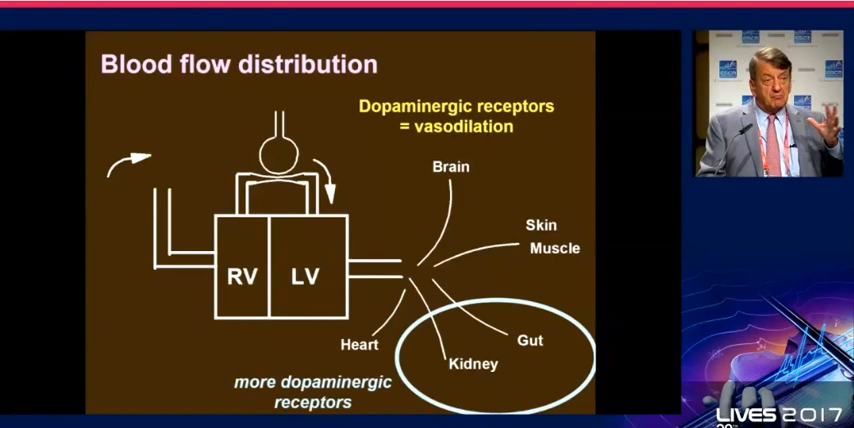 Blood flow distribution
Dopaminergic receptors
= vasodilation
Brain
Skin
Muscle
RV
LV
Heart
Gut
Kidney
more dopaminergic
receptors
LIVES 2017